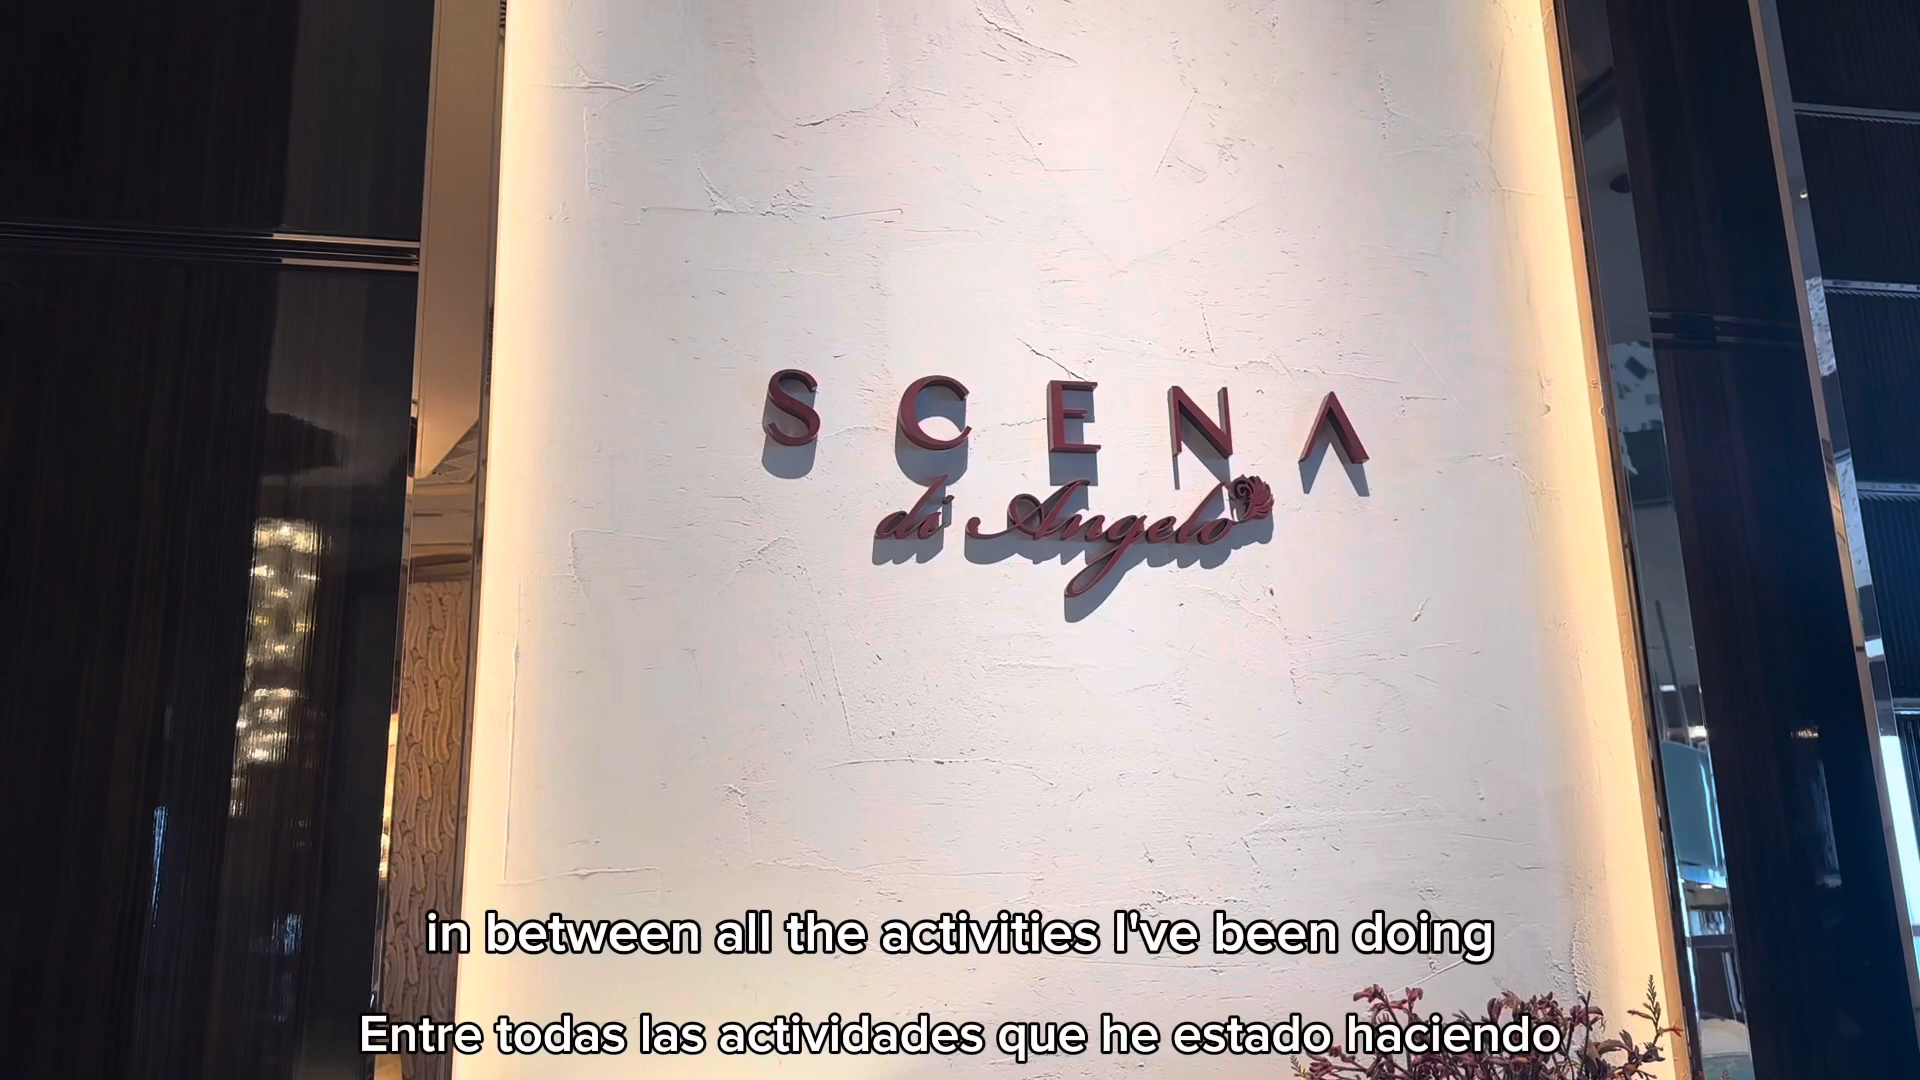 SCENA
di Angelo
in between all the activities I've been doing
Entre todas las actividades que he estado haciendo